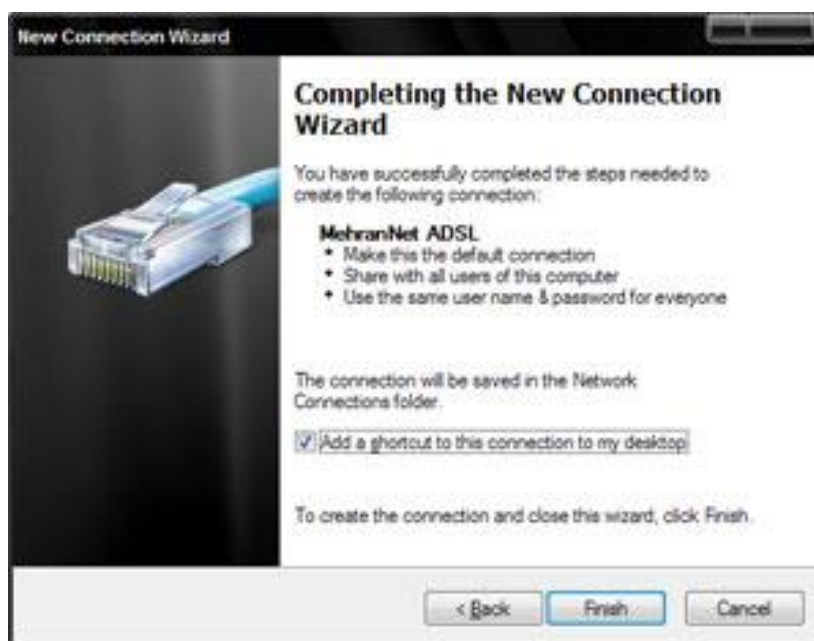 New Connection Wizard
Completing the New Connection
Wizard
You have successfully completed the steps needed to
create the following connection:
MehranNet ADSL
• Make this the default connection
• Share with all users of this computer
• Use the same user name & password for everyone
The connection will be saved in the Network
Connections folder.
Add a shortcut to this connection to my desktop
To create the connection and close this wizard, click Finish.
< Back Finish Cancel